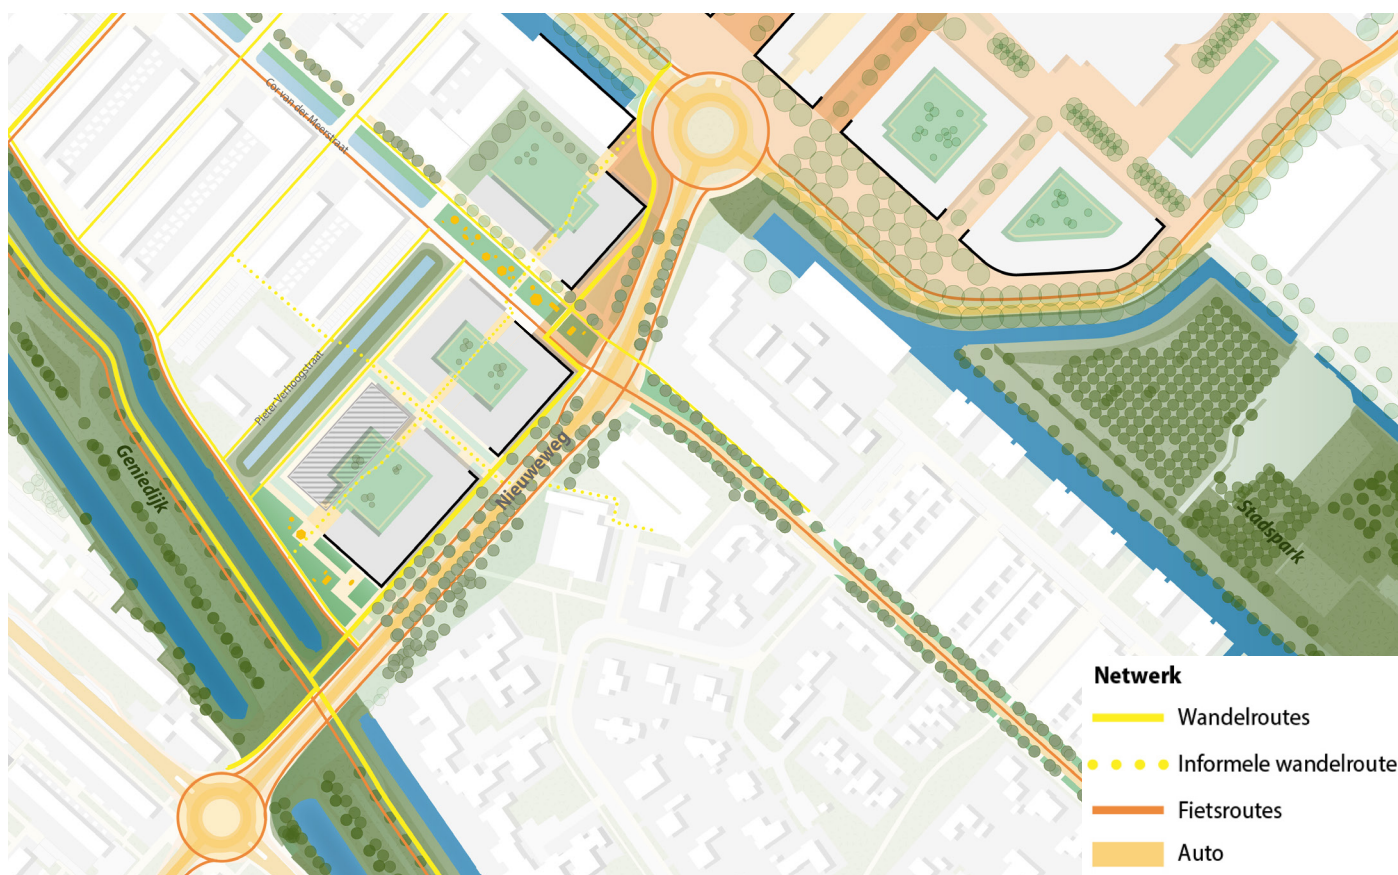 Cor van der Meerstraat
Pieter Verhoogstraat
Geniedijk
Nieuweweg
Stadspark
Netwerk
Wandelroutes
Informele wandelroute
Fietsroutes
Auto